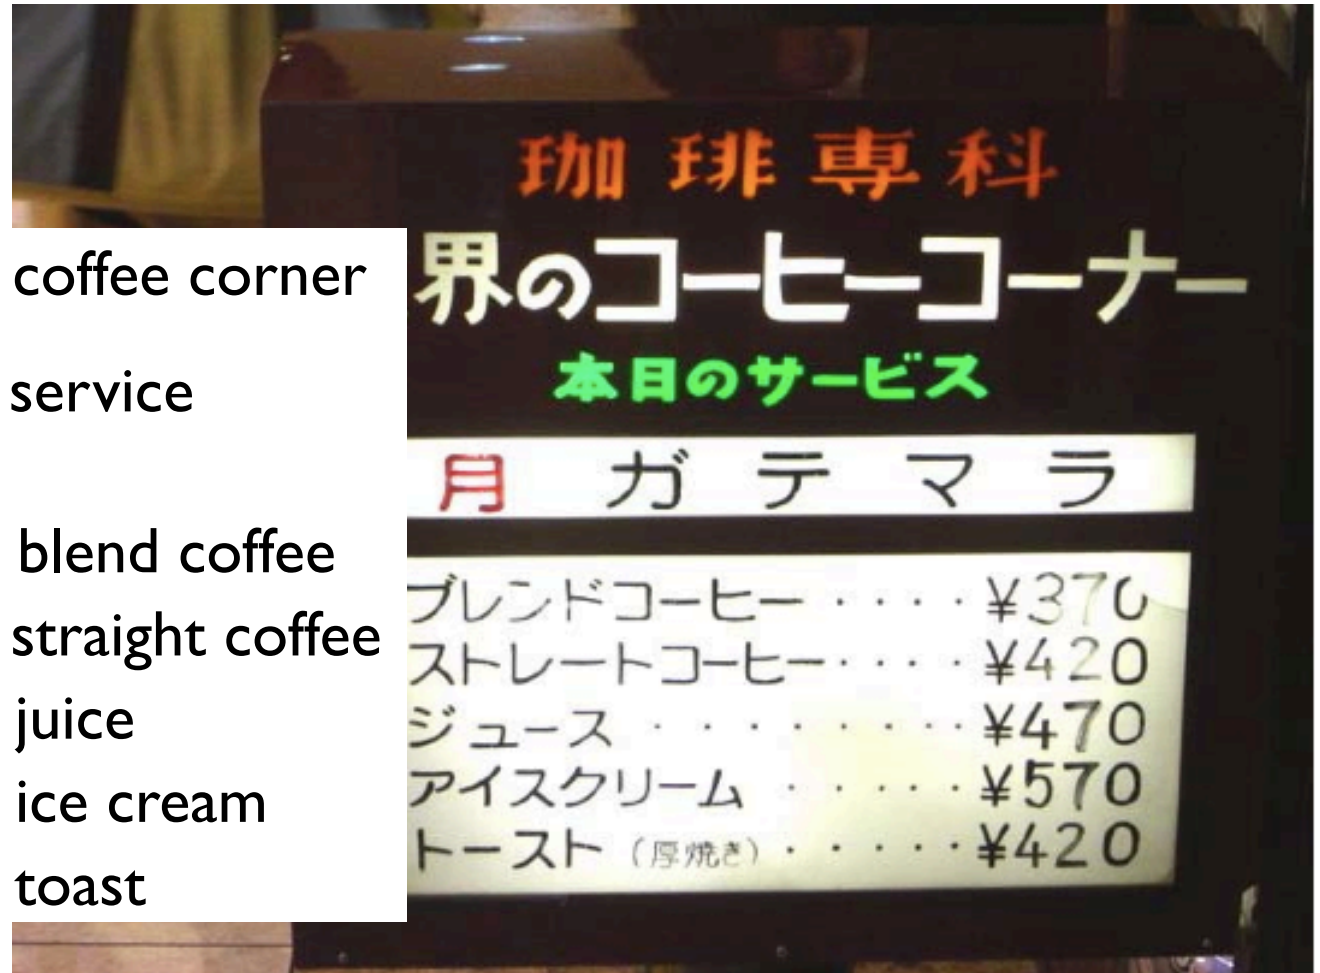 珈琲専科
coffee corner 界のコーヒーコーナー
service 本日のサービス
月 ガテマラ
blend coffee ブレンドコーヒー････¥370
straight coffee ストレートコーヒー････¥420
juice ジュース････････¥470
ice cream アイスクリーム･････¥570
toast トースト（厚焼き）･････¥420